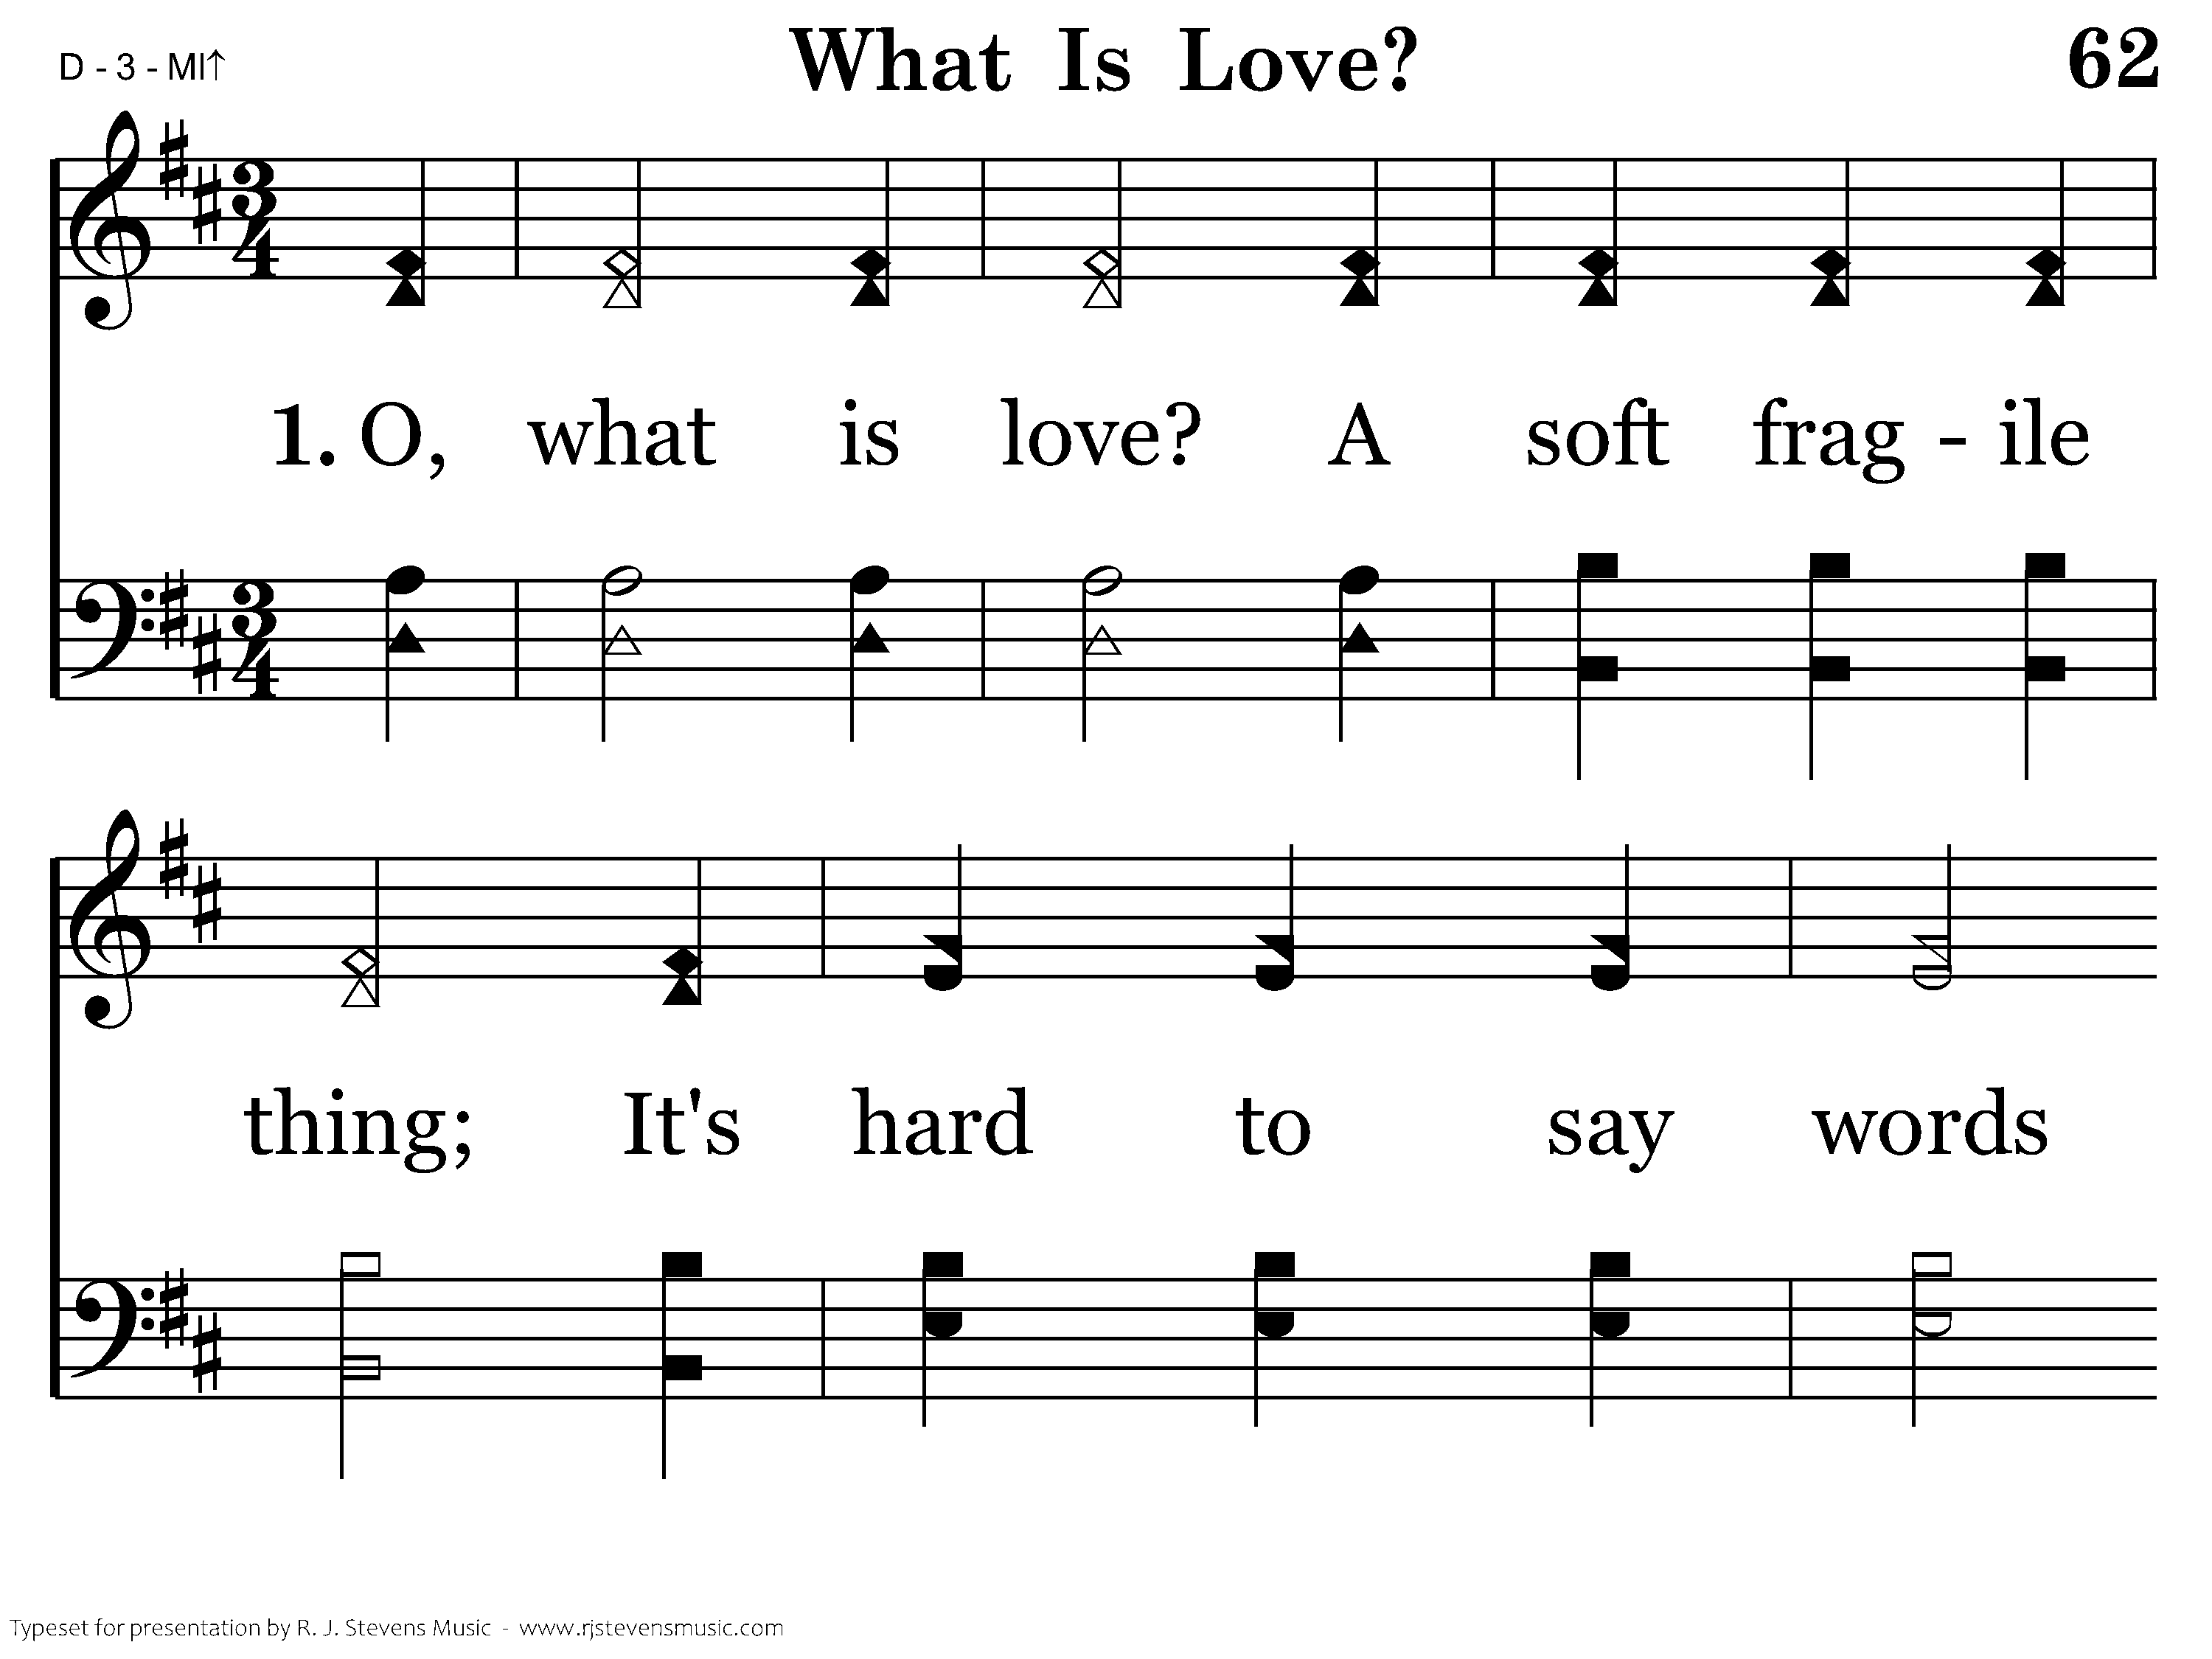 D - 3 - MI↑ What Is Love? 62
1. O, what is love? A soft frag - ile
thing; It's hard to say words
Typeset for presentation by R. J. Stevens Music - www.rjstevensmusic.com